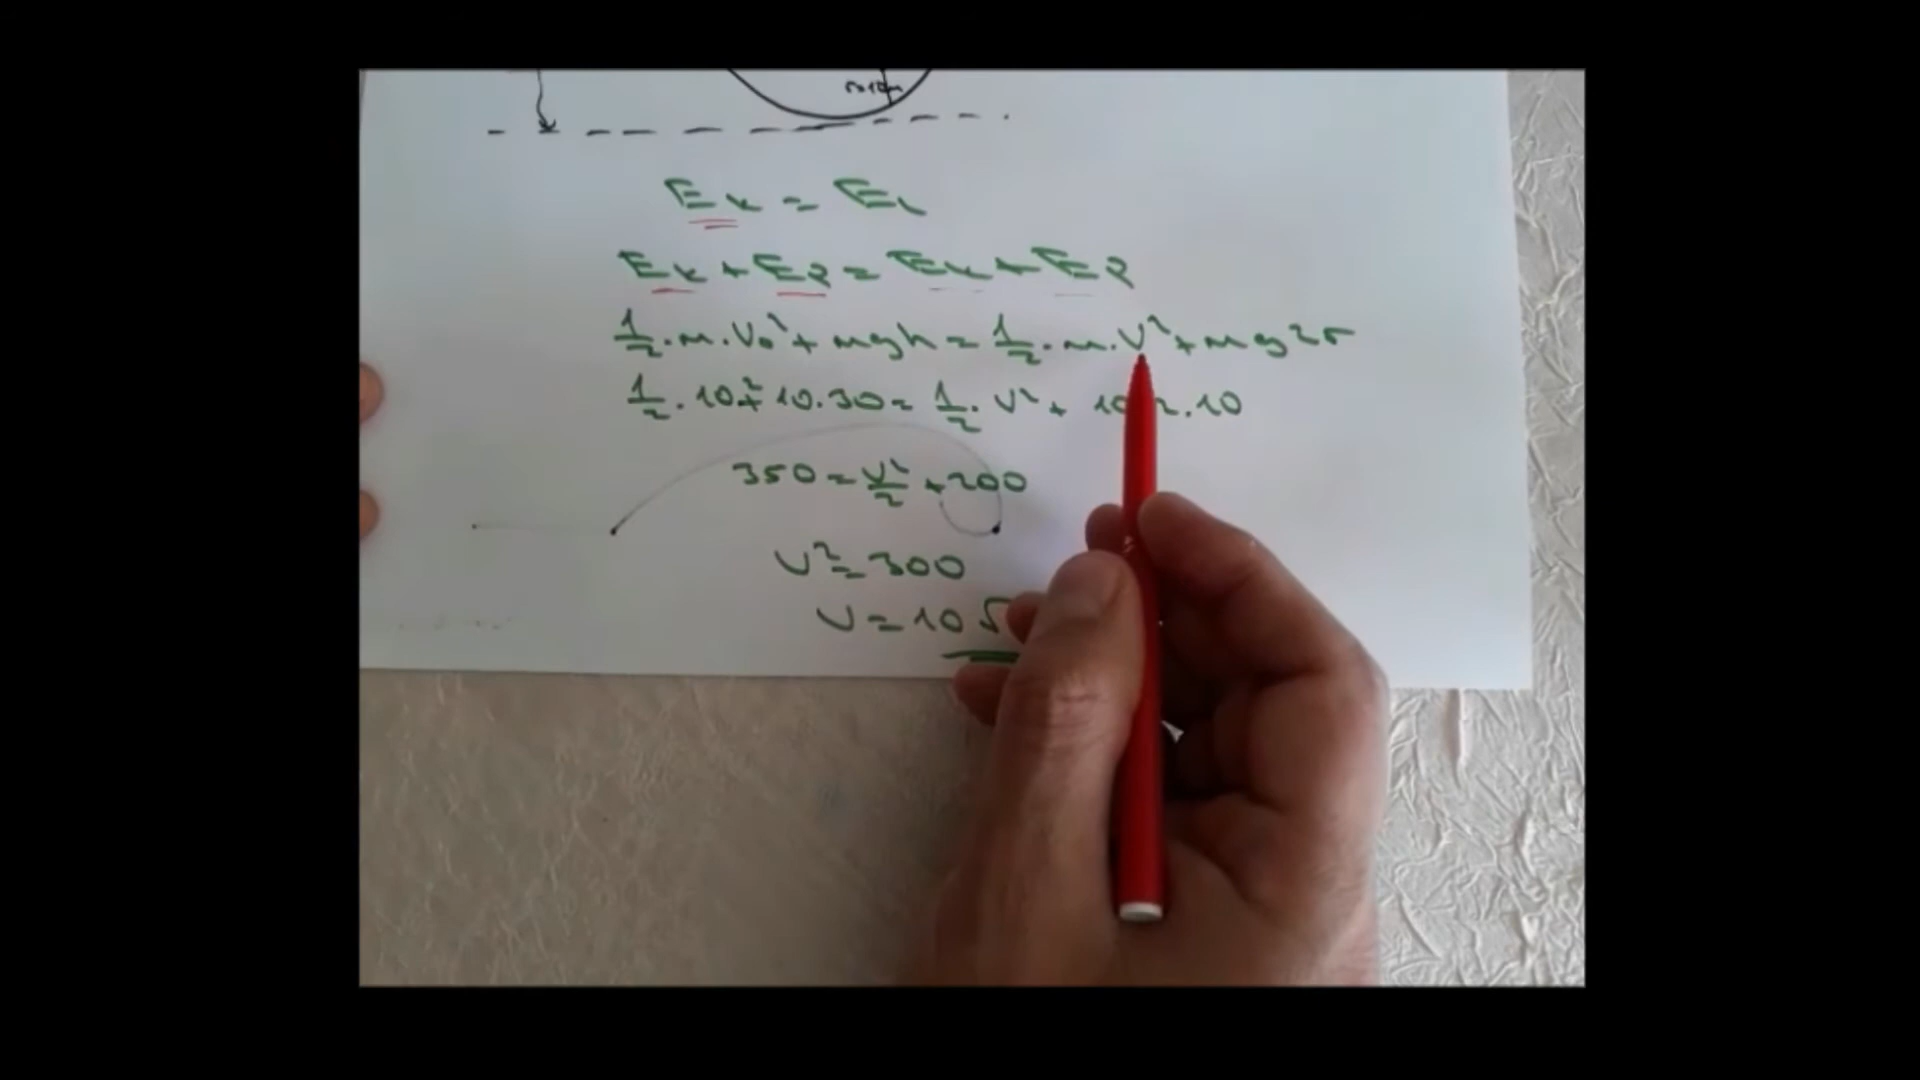 r=10m
Ek = EL
Ek + EP = Ek + EP
1/2 . m . V₀² + mgh = 1/2 . m . V² + mg2r
1/2 . 10² + 10.30 = 1/2 . V² + 10.2.10
350 = V²/2 + 200
V² = 300
V = 10√